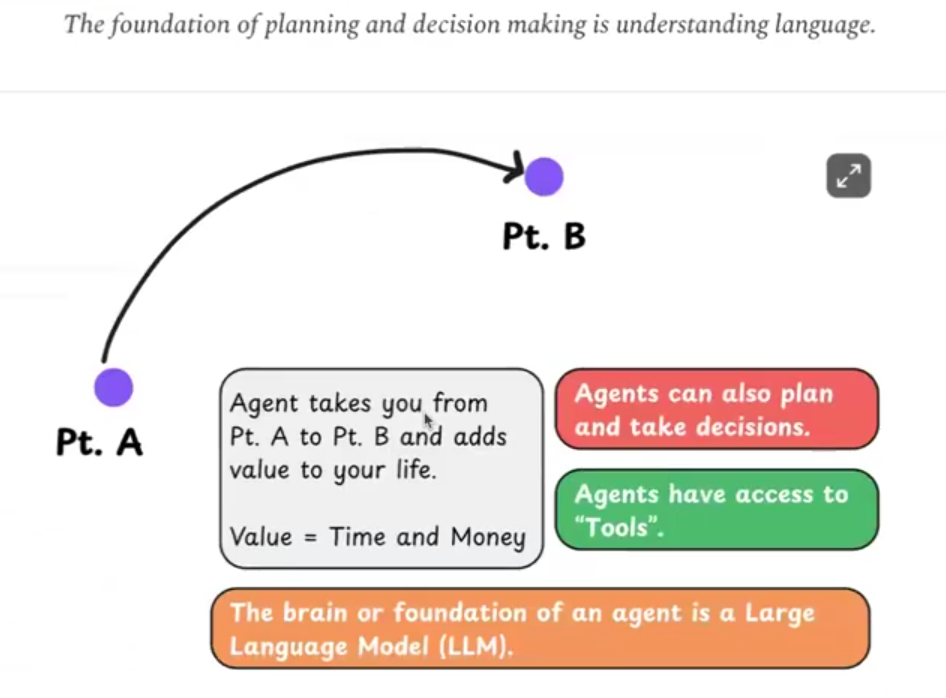 The foundation of planning and decision making is understanding language.
Pt. B
Pt. A
Agent takes you from
Pt. A to Pt. B and adds
value to your life.
Value = Time and Money
Agents can also plan
and take decisions.
Agents have access to
“Tools”.
The brain or foundation of an agent is a Large
Language Model (LLM).